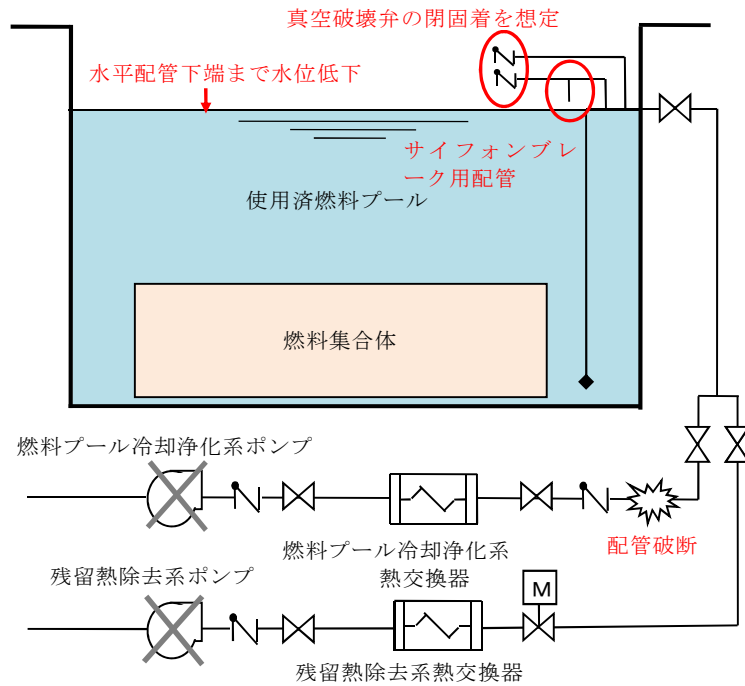 真空破壊弁の閉固着を想定
水平配管下端まで水位低下
サイフォンブレ
ーク用配管
使用済燃料プール
燃料集合体
燃料プール冷却浄化系ポンプ
配管破断
燃料プール冷却浄化系
熱交換器
残留熱除去系ポンプ
M
残留熱除去系熱交換器